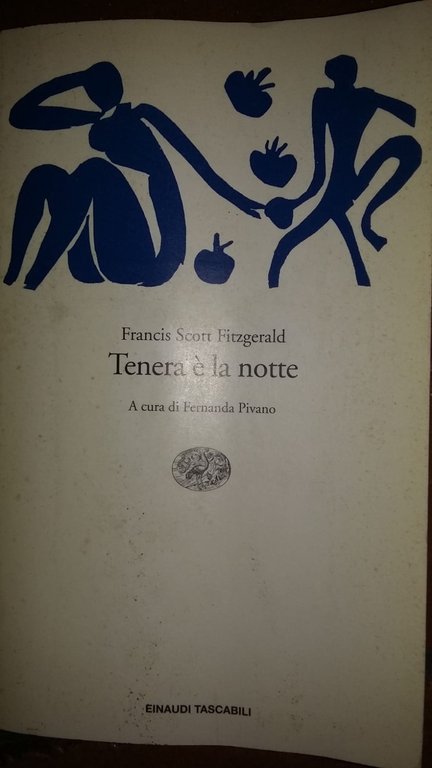 Francis Scott Fitzgerald
Tenera è la notte
A cura di Fernanda Pivano
EINAUDI TASCABILI